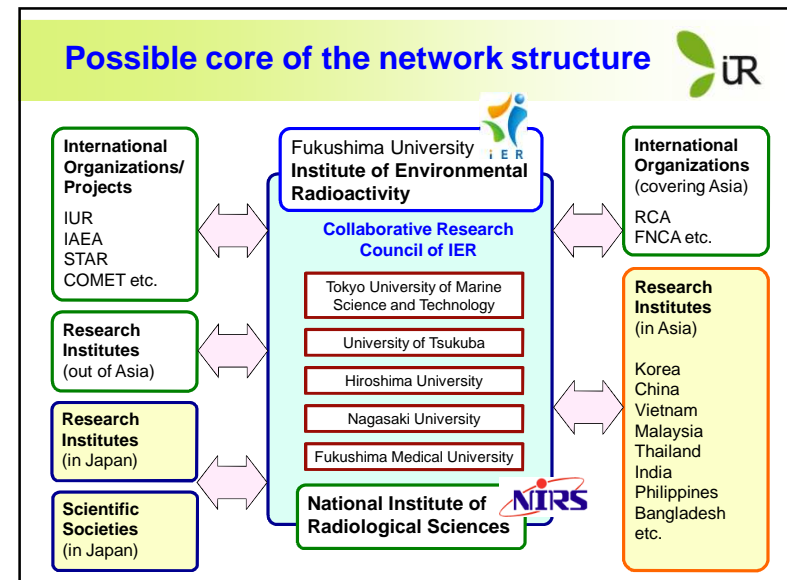 Possible core of the network structure
iUR
International
Organizations/
Projects
IUR
IAEA
STAR
COMET etc.
Research
Institutes
(out of Asia)
Research
Institutes
(in Japan)
Scientific
Societies
(in Japan)
Fukushima University
iER
Institute of Environmental
Radioactivity
Collaborative Research
Council of IER
Tokyo University of Marine
Science and Technology
University of Tsukuba
Hiroshima University
Nagasaki University
Fukushima Medical University
National Institute of
Radiological Sciences
NIRS
International
Organizations
(covering Asia)
RCA
FNCA etc.
Research
Institutes
(in Asia)
Korea
China
Vietnam
Malaysia
Thailand
India
Philippines
Bangladesh
etc.